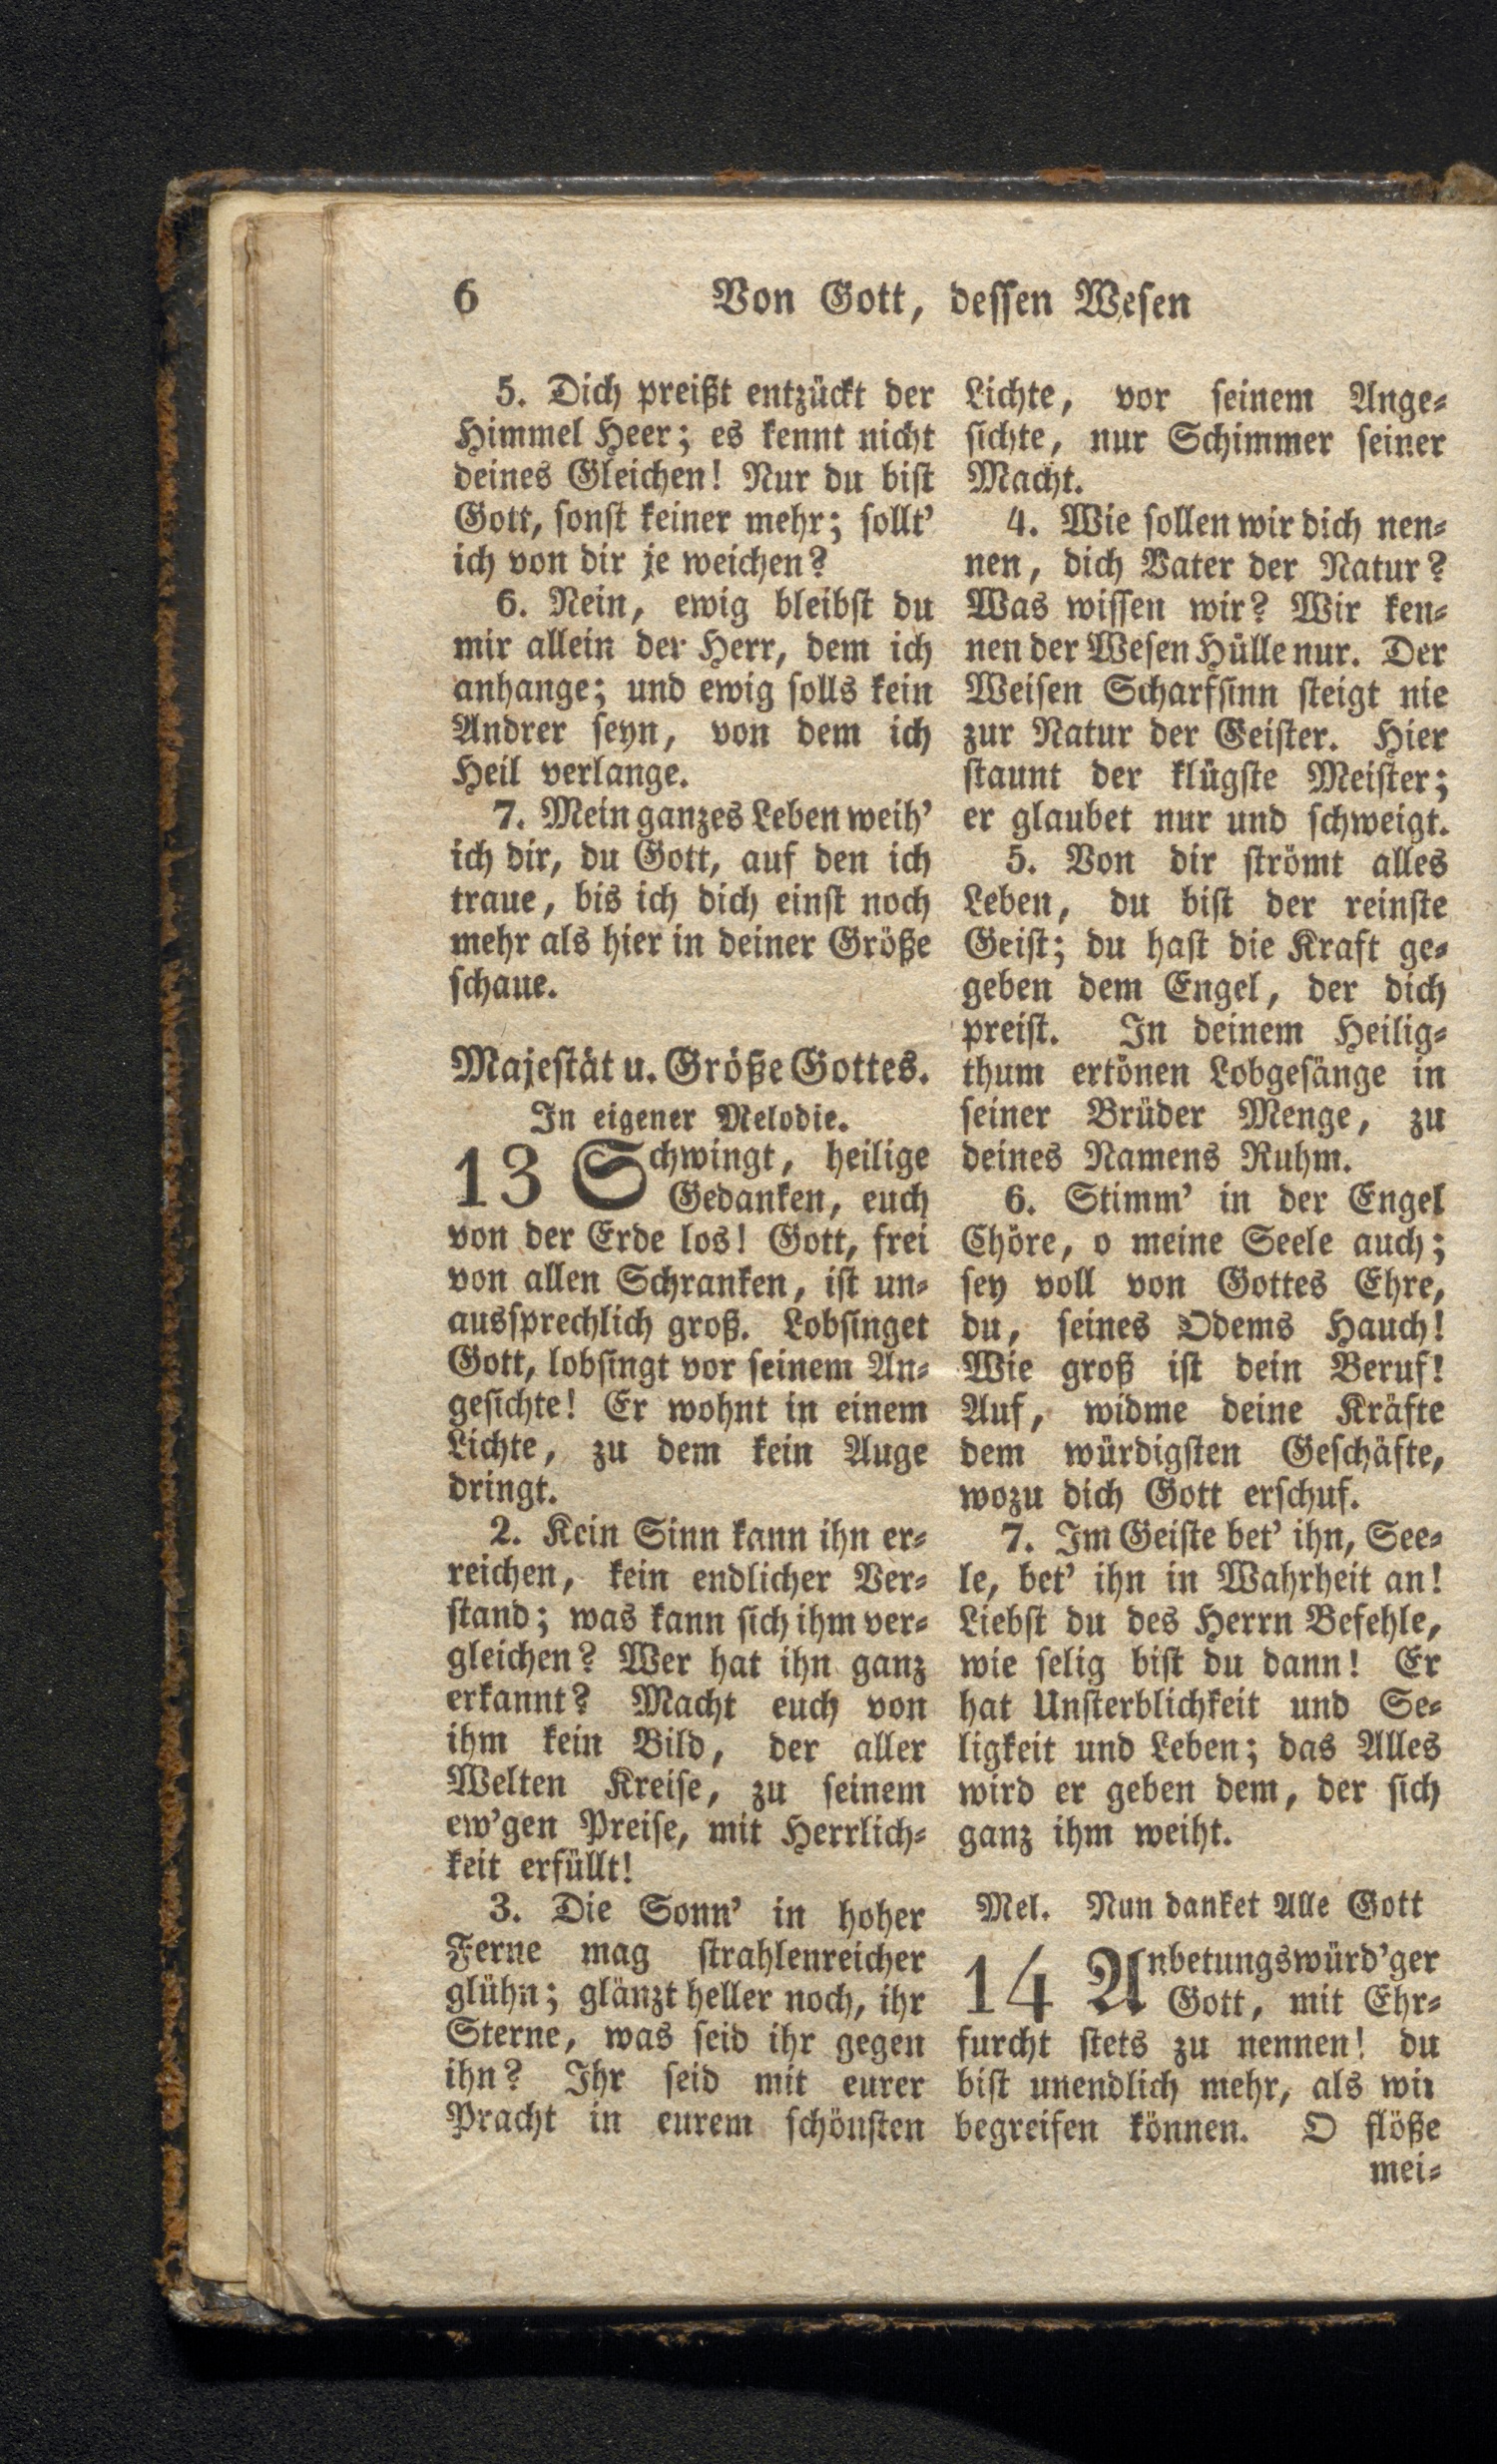 6 Von Gott, deſſen Weſen
5. Dich preißt entzückt der
Himmel Heer; es kennt nicht
deines Gleichen! Nur du biſt
Gott, ſonſt keiner mehr; ſollt’
ich von dir je weichen?
6. Nein, ewig bleibſt du
mir allein der Herr, dem ich
anhange; und ewig ſolls kein
Andrer ſeyn, von dem ich
Heil verlange.
7. Mein ganzes Leben weih’
ich dir, du Gott, auf den ich
traue, bis ich dich einſt noch
mehr als hier in deiner Größe
ſchaue.
Majeſtät u. Größe Gottes.
In eigener Melodie.
13 Schwingt, heilige
Gedanken, euch
von der Erde los! Gott, frei
von allen Schranken, iſt un⸗
ausſprechlich groß. Lobſinget
Gott, lobſingt vor ſeinem An⸗
geſichte! Er wohnt in einem
Lichte, zu dem kein Auge
dringt.
2. Kein Sinn kann ihn er⸗
reichen, kein endlicher Ver⸗
ſtand; was kann ſich ihm ver⸗
gleichen? Wer hat ihn ganz
erkannt? Macht euch von
ihm kein Bild, der aller
Welten Kreiſe, zu ſeinem
ew’gen Preiſe, mit Herrlich⸗
keit erfüllt!
3. Die Sonn’ in hoher
Ferne mag ſtrahlenreicher
glühn; glänzt heller noch, ihr
Sterne, was ſeid ihr gegen
ihn? Ihr ſeid mit eurer
Pracht in eurem ſchönſten
Lichte, vor ſeinem Ange⸗
ſichte, nur Schimmer ſeiner
Macht.
4. Wie ſollen wir dich nen⸗
nen, dich Vater der Natur?
Was wiſſen wir? Wir ken⸗
nen der Weſen Hülle nur. Der
Weiſen Scharfſinn ſteigt nie
zur Natur der Geiſter. Hier
ſtaunt der klügſte Meiſter;
er glaubet nur und ſchweigt.
5. Von dir ſtrömt alles
Leben, du biſt der reinſte
Geiſt; du haſt die Kraft ge⸗
geben dem Engel, der dich
preiſt. In deinem Heilig⸗
thum ertönen Lobgeſänge in
ſeiner Brüder Menge, zu
deines Namens Ruhm.
6. Stimm’ in der Engel
Chöre, o meine Seele auch;
ſey voll von Gottes Ehre,
du, ſeines Odems Hauch!
Wie groß iſt dein Beruf!
Auf, widme deine Kräfte
dem würdigſten Geſchäfte,
wozu dich Gott erſchuf.
7. Im Geiſte bet’ ihn, See⸗
le, bet’ ihn in Wahrheit an!
Liebſt du des Herrn Befehle,
wie ſelig biſt du dann! Er
hat Unſterblichkeit und Se⸗
ligkeit und Leben; das Alles
wird er geben dem, der ſich
ganz ihm weiht.
Mel. Nun danket Alle Gott
14 Anbetungswürd’ger
Gott, mit Ehr⸗
furcht ſtets zu nennen! du
biſt unendlich mehr, als wir
begreifen können. O flöße
mei⸗